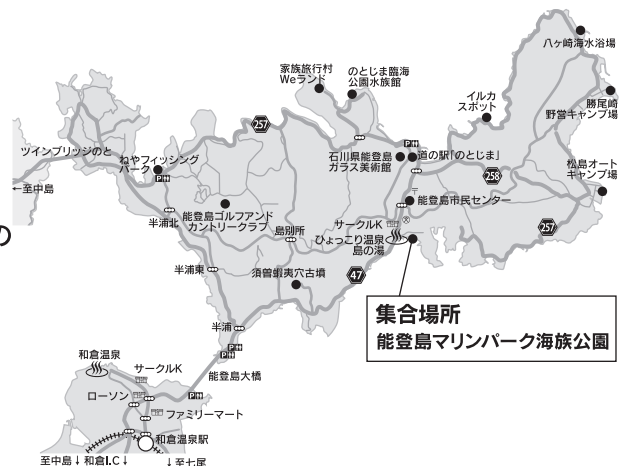 八ヶ崎海水浴場
家族旅行村
Weランド
のとじま臨海
公園水族館
イルカ
スポット
勝尾崎
野営キャンプ場
257
ツインブリッジのと
←至中島
ねやフィッシング
パーク
石川県能登島
ガラス美術館
道の駅「のとじま」
258
松島オート
キャンプ場
能登島ゴルフアンド
カントリークラブ
能登島市民センター
の
半浦北
島別所
サークルK
ひょっこり温泉
島の湯
257
半浦東
須曽蝦夷穴古墳
47
集合場所
能登島マリンパーク海族公園
半浦
能登島大橋
和倉温泉
サークルK
ローソン
ファミリーマート
和倉温泉駅
至中島↓
和倉I.C↓
↓至七尾